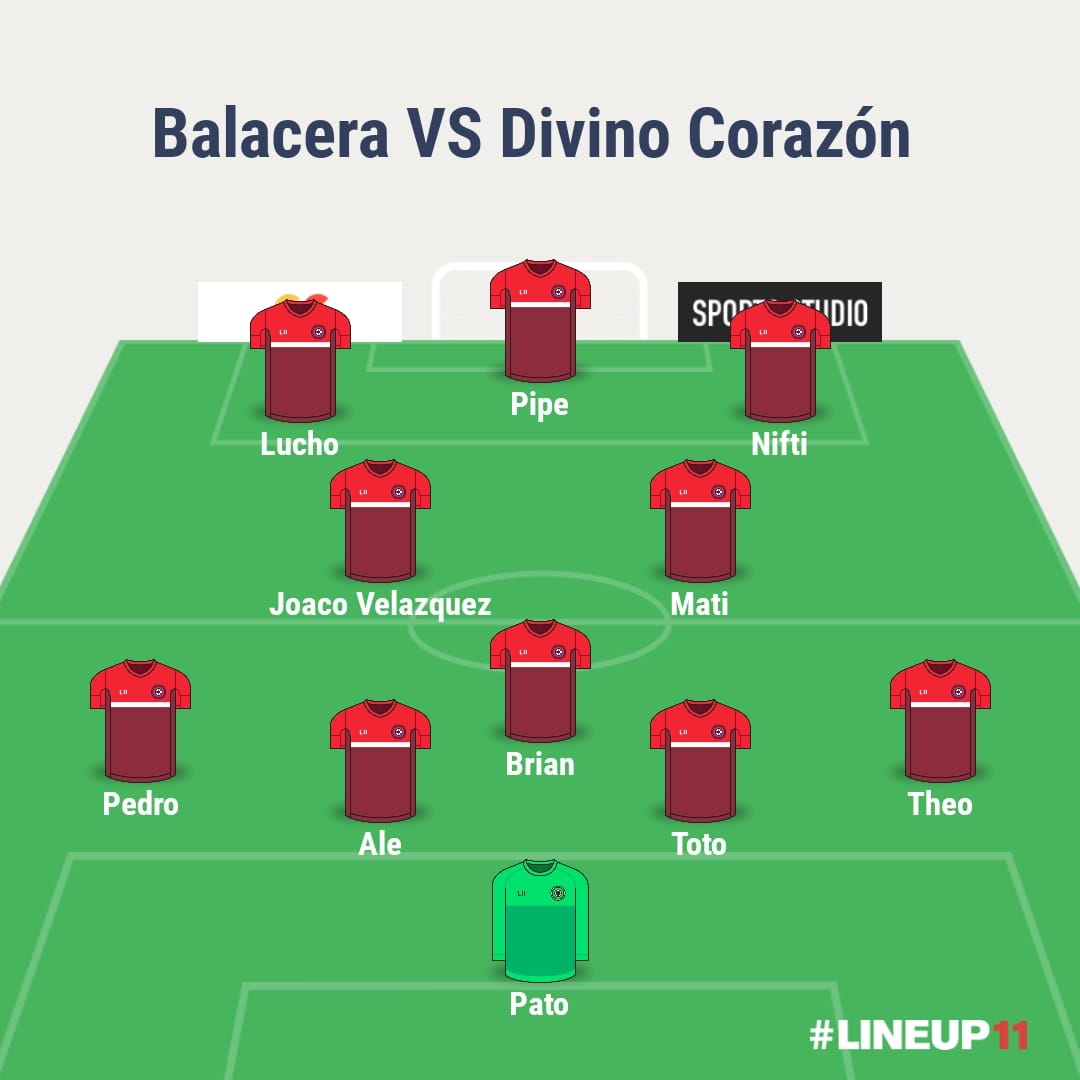 Balacera VS Divino Corazón
Pipe
Lucho
Nifti
Joaco Velazquez
Mati
Brian
Pedro
Theo
Ale
Toto
Pato
#LINEUP11